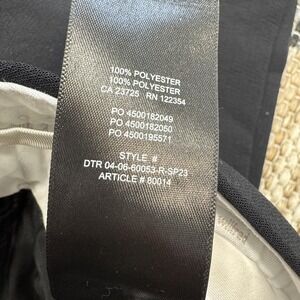 100% POLYESTER
100% POLYESTER
CA 23725 RN 122354
PO 4500182049
PO 4500182050
PO 4500195571
STYLE #
DTR 04-06-60053-R-SP23
ARTICLE # 80014